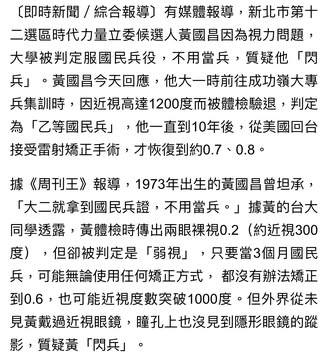 〔即時新聞／綜合報導〕有媒體報導，新北市第十
二選區時代力量立委候選人黃國昌因為視力問題，
大學被判定服國民兵役，不用當兵，質疑他「閃
兵」。黃國昌今天回應，他大一時前往成功嶺大專
兵集訓時，因近視高達1200度而被體檢驗退，判定
為「乙等國民兵」，他一直到10年後，從美國回台
接受雷射矯正手術，才恢復到約0.7、0.8。
據《周刊王》報導，1973年出生的黃國昌曾坦承，
「大二就拿到國民兵證，不用當兵。」據黃的台大
同學透露，黃體檢時傳出兩眼裸視0.2（約近視300
度），但卻被判定是「弱視」，只要當3個月國民
兵，可能無論使用任何矯正方式， 都沒有辦法矯正
到0.6，也可能近視度數突破1000度。但外界從未
見黃戴過近視眼鏡，瞳孔上也沒見到隱形眼鏡的蹤
影，質疑黃「閃兵」。